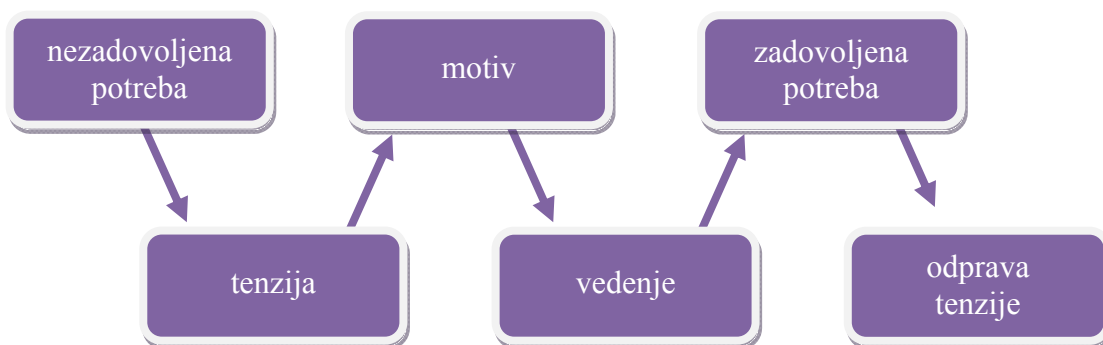 nezadovoljena
potreba
motiv
zadovoljena
potreba
tenzija
vedenje
odprava
tenzije